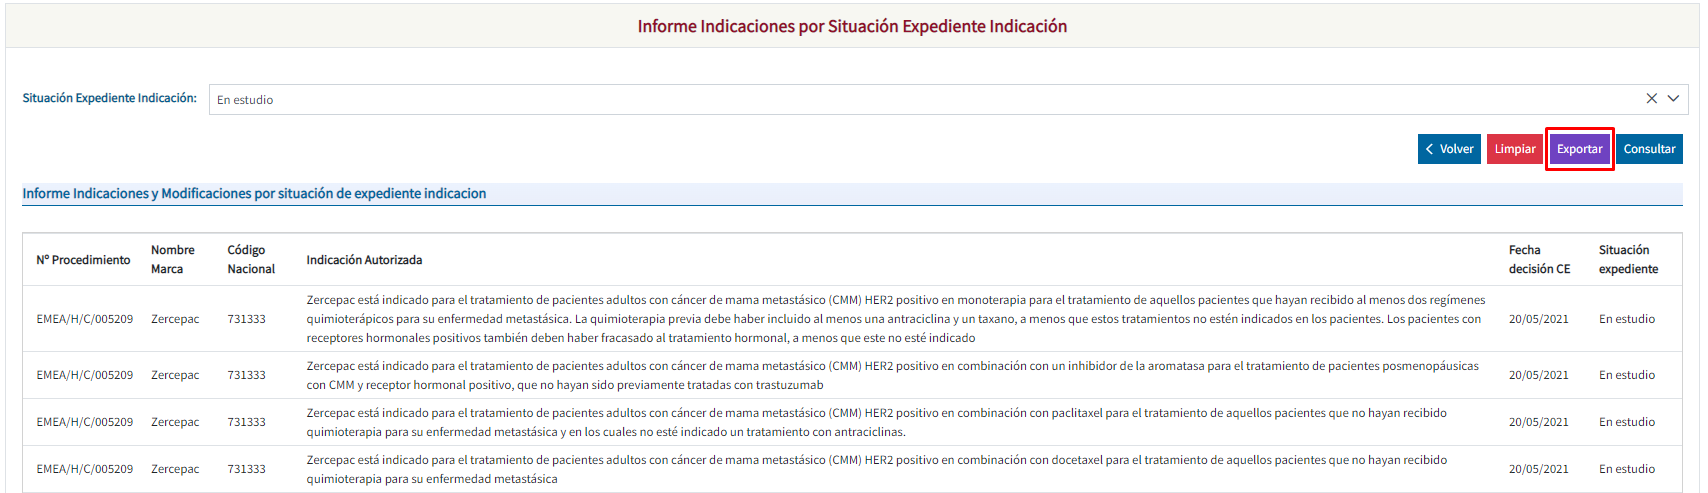 Informe Indicaciones por Situación Expediente Indicación
Situación Expediente Indicación:
En estudio
Volver
Limpiar
Exportar
Consultar
Informe Indicaciones y Modificaciones por situación de expediente indicacion
Nº Procedimiento
Nombre
Marca
Código
Nacional
Indicación Autorizada
Fecha
decisión CE
Situación
expediente
EMEA/H/C/005209
Zercepac
731333
Zercepac está indicado para el tratamiento de pacientes adultos con cáncer de mama metastásico (CMM) HER2 positivo en monoterapia para el tratamiento de aquellos pacientes que hayan recibido al menos dos regímenes
quimioterápicos para su enfermedad metastásica. La quimioterapia previa debe haber incluido al menos una antraciclina y un taxano, a menos que estos tratamientos no estén indicados en los pacientes. Los pacientes con
receptores hormonales positivos también deben haber fracasado al tratamiento hormonal, a menos que este no esté indicado
20/05/2021
En estudio
EMEA/H/C/005209
Zercepac
731333
Zercepac está indicado para el tratamiento de pacientes adultos con cáncer de mama metastásico (CMM) HER2 positivo en combinación con un inhibidor de la aromatasa para el tratamiento de pacientes posmenopáusicas
con CMM y receptor hormonal positivo, que no hayan sido previamente tratadas con trastuzumab
20/05/2021
En estudio
EMEA/H/C/005209
Zercepac
731333
Zercepac está indicado para el tratamiento de pacientes adultos con cáncer de mama metastásico (CMM) HER2 positivo en combinación con paclitaxel para el tratamiento de aquellos pacientes que no hayan recibido
quimioterapia para su enfermedad metastásica y en los cuales no esté indicado un tratamiento con antraciclinas.
20/05/2021
En estudio
EMEA/H/C/005209
Zercepac
731333
Zercepac está indicado para el tratamiento de pacientes adultos con cáncer de mama metastásico (CMM) HER2 positivo en combinación con docetaxel para el tratamiento de aquellos pacientes que no hayan recibido
quimioterapia para su enfermedad metastásica
20/05/2021
En estudio